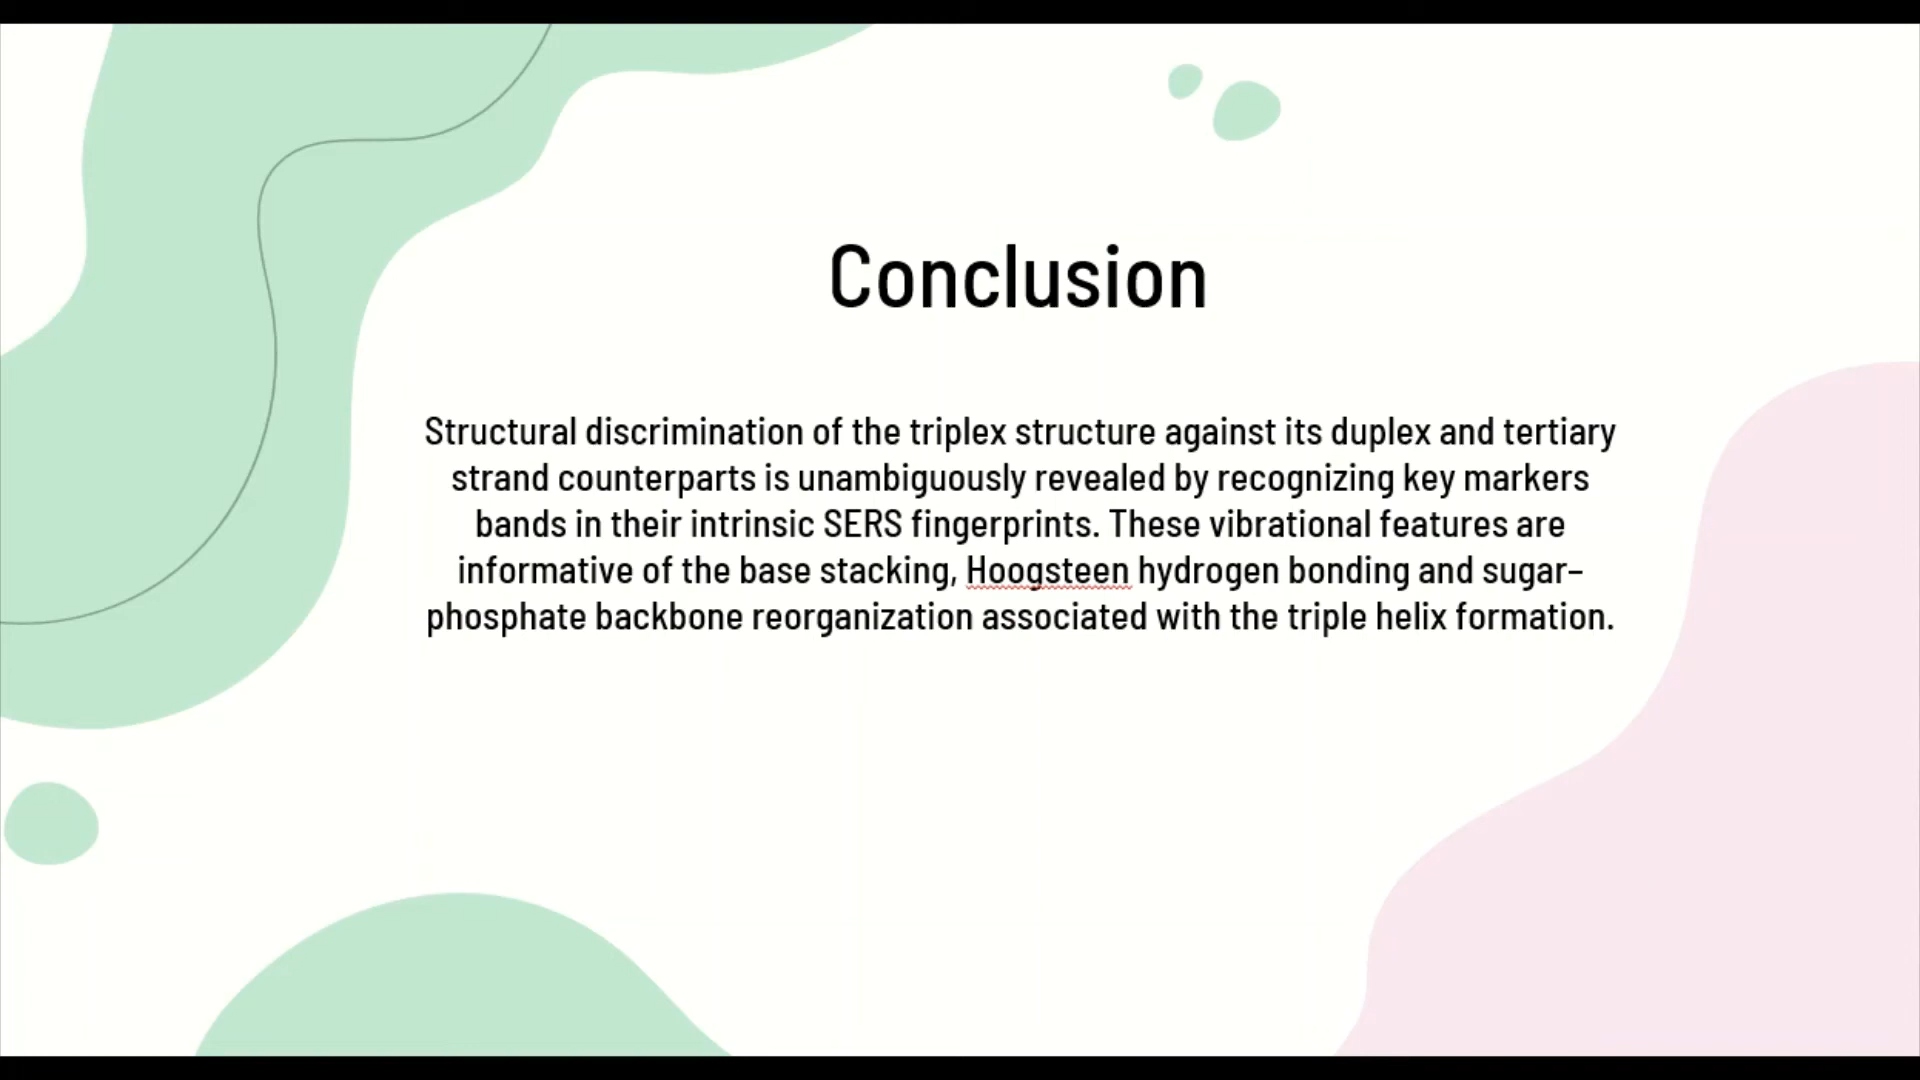 Conclusion
Structural discrimination of the triplex structure against its duplex and tertiary
strand counterparts is unambiguously revealed by recognizing key markers
bands in their intrinsic SERS fingerprints. These vibrational features are
informative of the base stacking, Hoogsteen hydrogen bonding and sugar–
phosphate backbone reorganization associated with the triple helix formation.